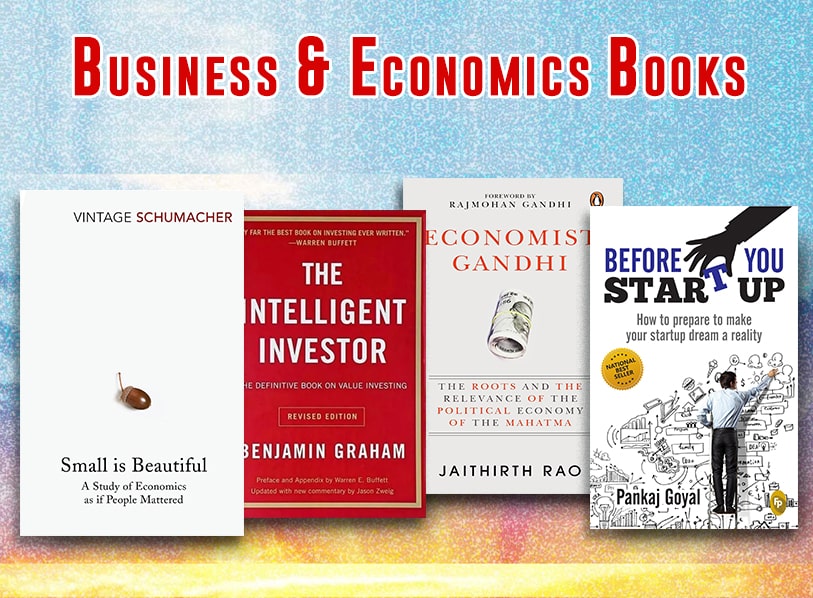 Business & Economics Books
VINTAGE SCHUMACHER
Small is Beautiful
A Study of Economics
as if People Mattered
Y FAR THE BEST BOOK ON INVESTING EVER WRITTEN."
—WARREN BUFFETT
THE
INTELLIGENT
INVESTOR
HE DEFINITIVE BOOK ON VALUE INVESTING
REVISED EDITION
BENJAMIN GRAHAM
Preface and Appendix by Warren E. Buffett
Updated with new commentary by Jason Zweig
FOREWORD BY
RAJMOHAN GANDHI
ECONOMIST
GANDHI
THE ROOTS AND THE
RELEVANCE OF THE
POLITICAL ECONOMY
OF THE MAHATMA
JAITHIRTH RAO
BEFORE YOU
START UP
How to prepare to make
your startup dream a reality
NATIONAL
BEST
SELLER
Pankaj Goyal
FP